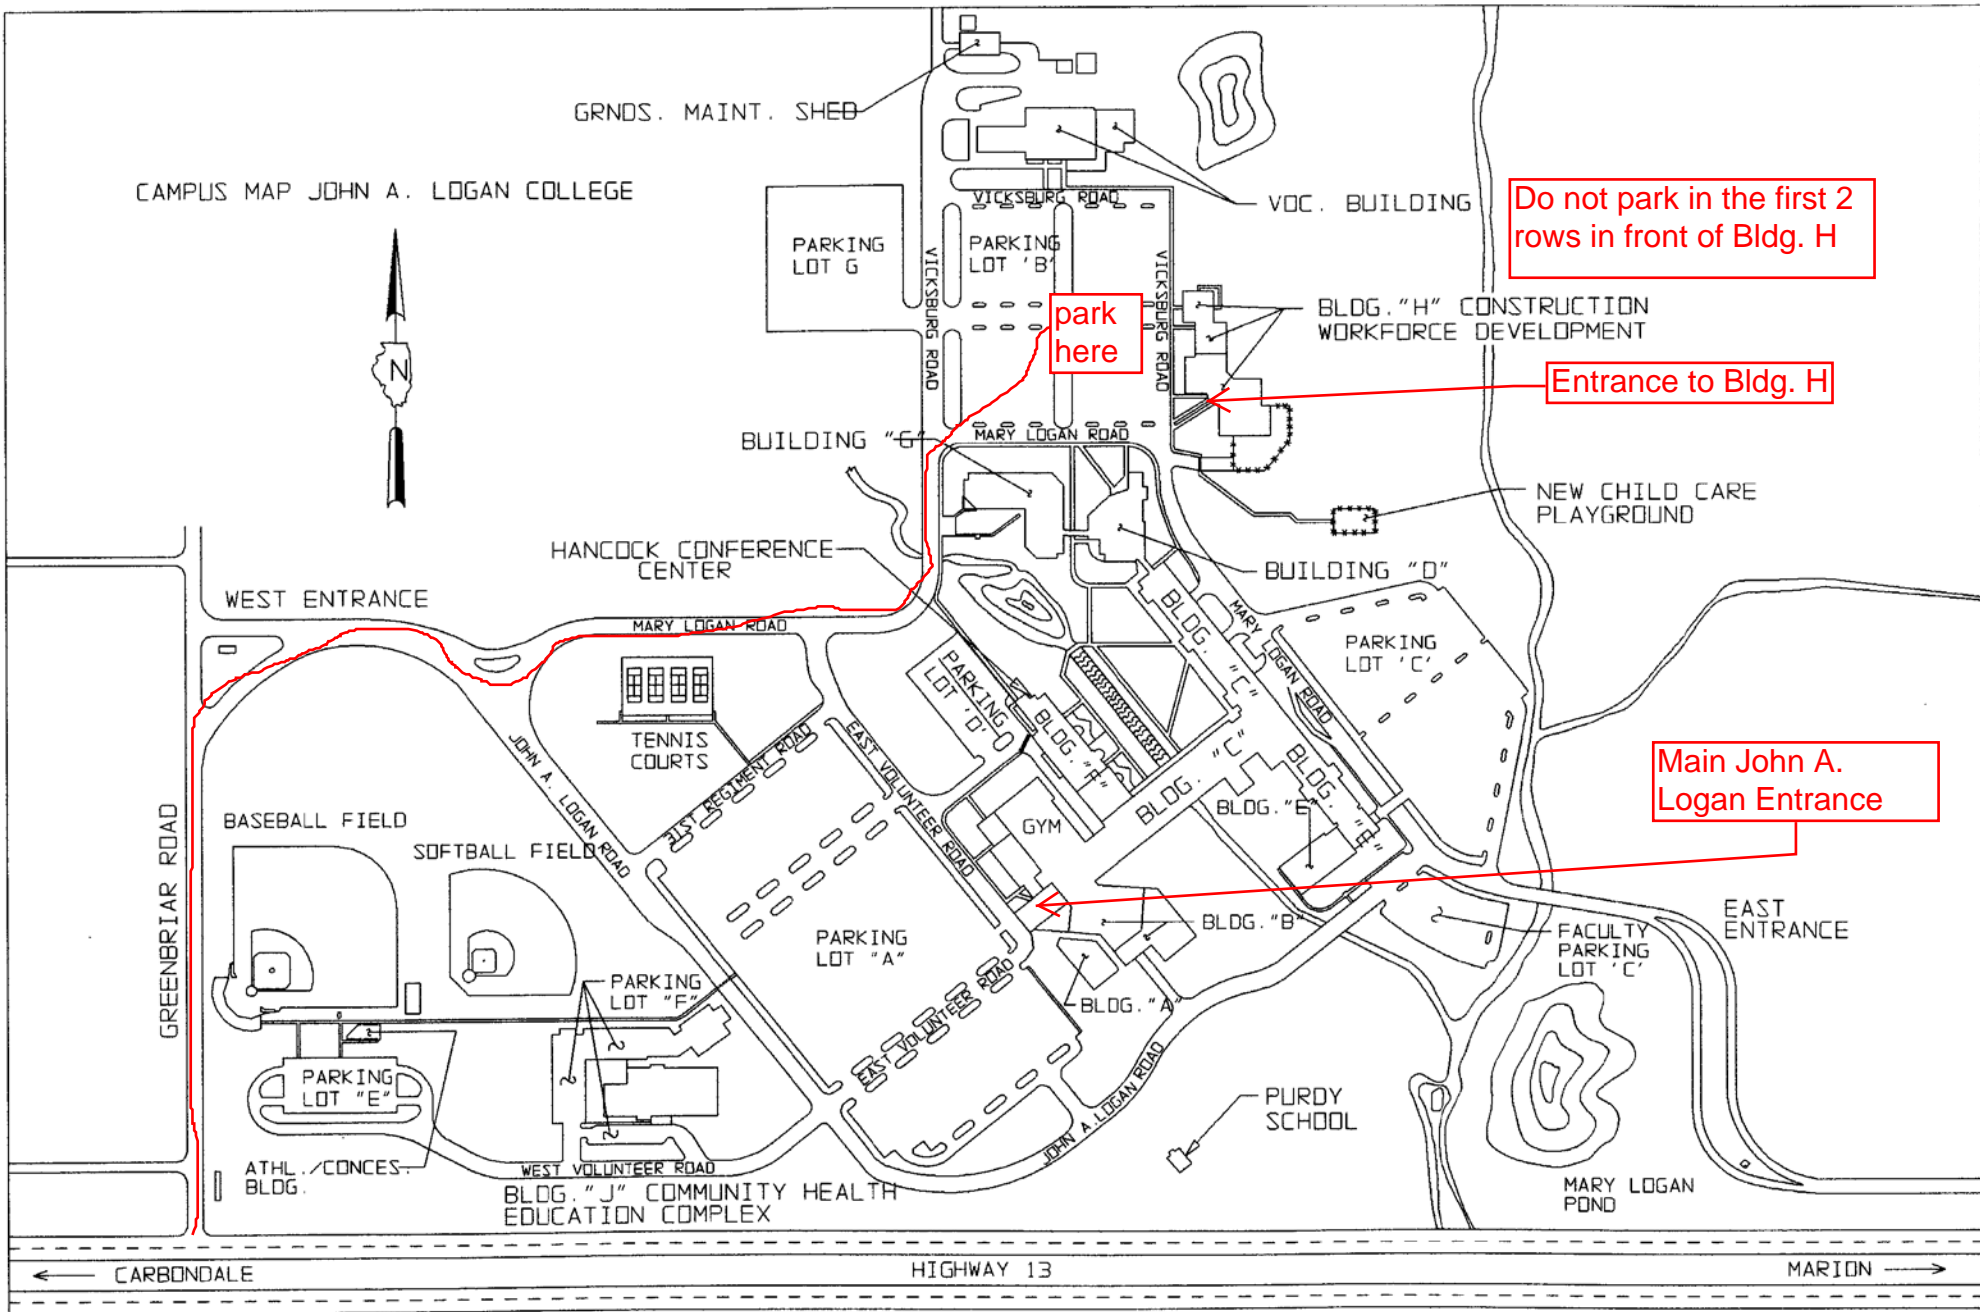 GRNDS. MAINT. SHED
CAMPUS MAP JOHN A. LOGAN COLLEGE
VICKSBURG ROAD
VOC. BUILDING
Do not park in the first 2
rows in front of Bldg. H
PARKING
LOT G
PARKING
LOT 'B'
VICKSBURG ROAD
VICKSBURG ROAD
park
here
BLDG. "H" CONSTRUCTION
WORKFORCE DEVELOPMENT
N
Entrance to Bldg. H
BUILDING "G"
MARY LOGAN ROAD
NEW CHILD CARE
PLAYGROUND
HANCOCK CONFERENCE
CENTER
BUILDING "D"
WEST ENTRANCE
MARY LOGAN ROAD
BLDG. "C"
MARY LOGAN ROAD
PARKING
LOT 'C'
PARKING
LOT 'D'
BLDG. "F"
TENNIS
COURTS
JOHN A. LOGAN ROAD
31ST REGIMENT ROAD
EAST VOLUNTEER ROAD
BLDG. "C"
BLDG. "E"
BLDG. "E"
GYM
Main John A.
Logan Entrance
GREENBRIAR ROAD
BASEBALL FIELD
SOFTBALL FIELD
PARKING
LOT "A"
BLDG. "B"
FACULTY
PARKING
LOT 'C'
EAST
ENTRANCE
PARKING
LOT "F"
EAST VOLUNTEER ROAD
BLDG. "A"
PARKING
LOT "E"
JOHN A. LOGAN ROAD
PURDY
SCHOOL
ATHL./CONCES.
BLDG.
WEST VOLUNTEER ROAD
BLDG. "J" COMMUNITY HEALTH
EDUCATION COMPLEX
MARY LOGAN
POND
CARBONDALE
HIGHWAY 13
MARION